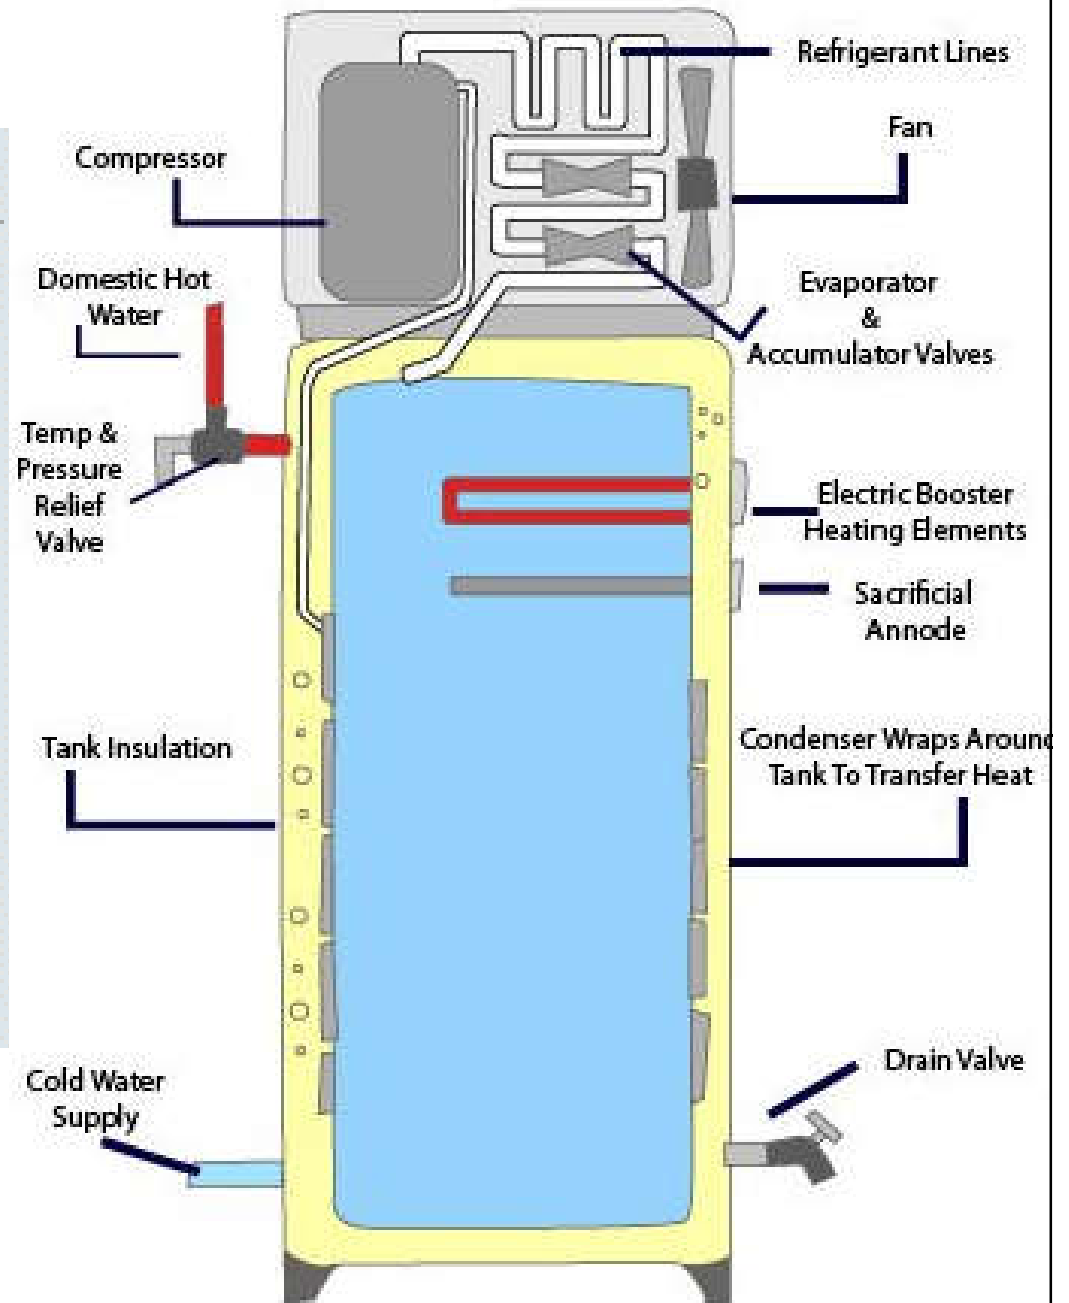 Refrigerant Lines
Fan
Compressor
Domestic Hot
Water
Evaporator
&
Accumulator Valves
Temp &
Pressure
Relief
Valve
Electric Booster
Heating Elements
Sacrificial
Annode
Tank Insulation
Condenser Wraps Around
Tank To Transfer Heat
Cold Water
Supply
Drain Valve